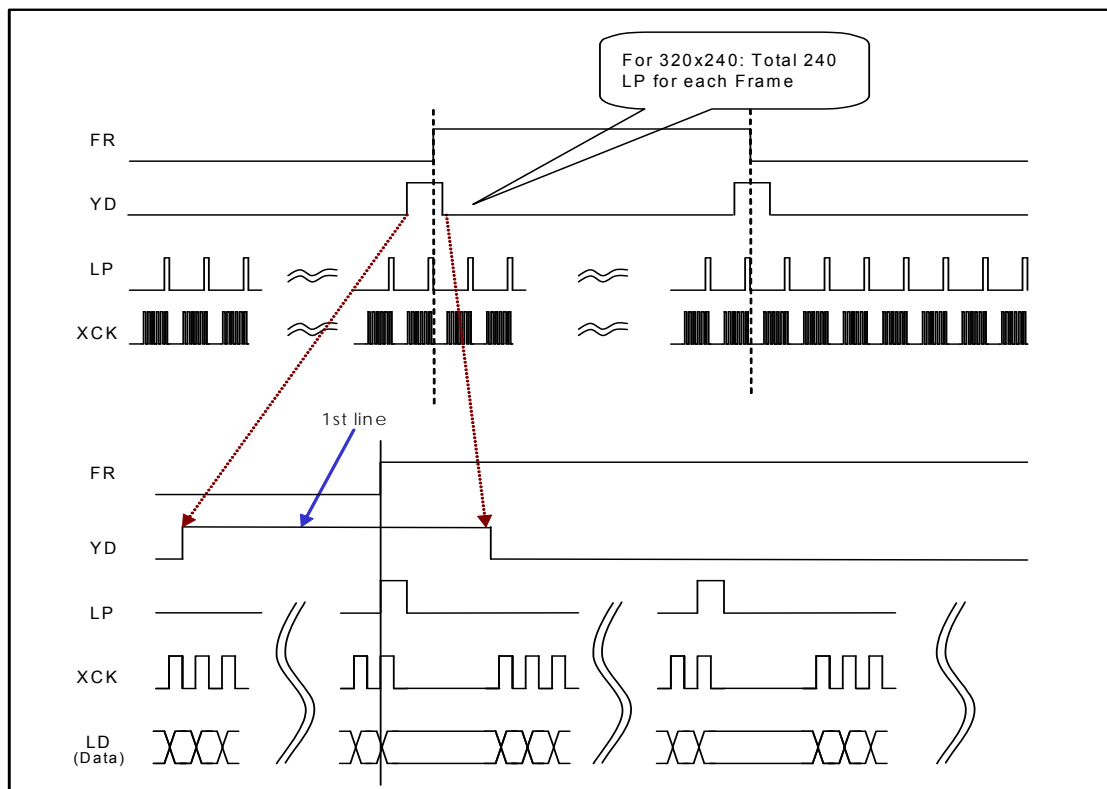 For 320x240: Total 240
LP for each Frame
FR
YD
LP
XCK
1st line
FR
YD
LP
XCK
LD
(Data)